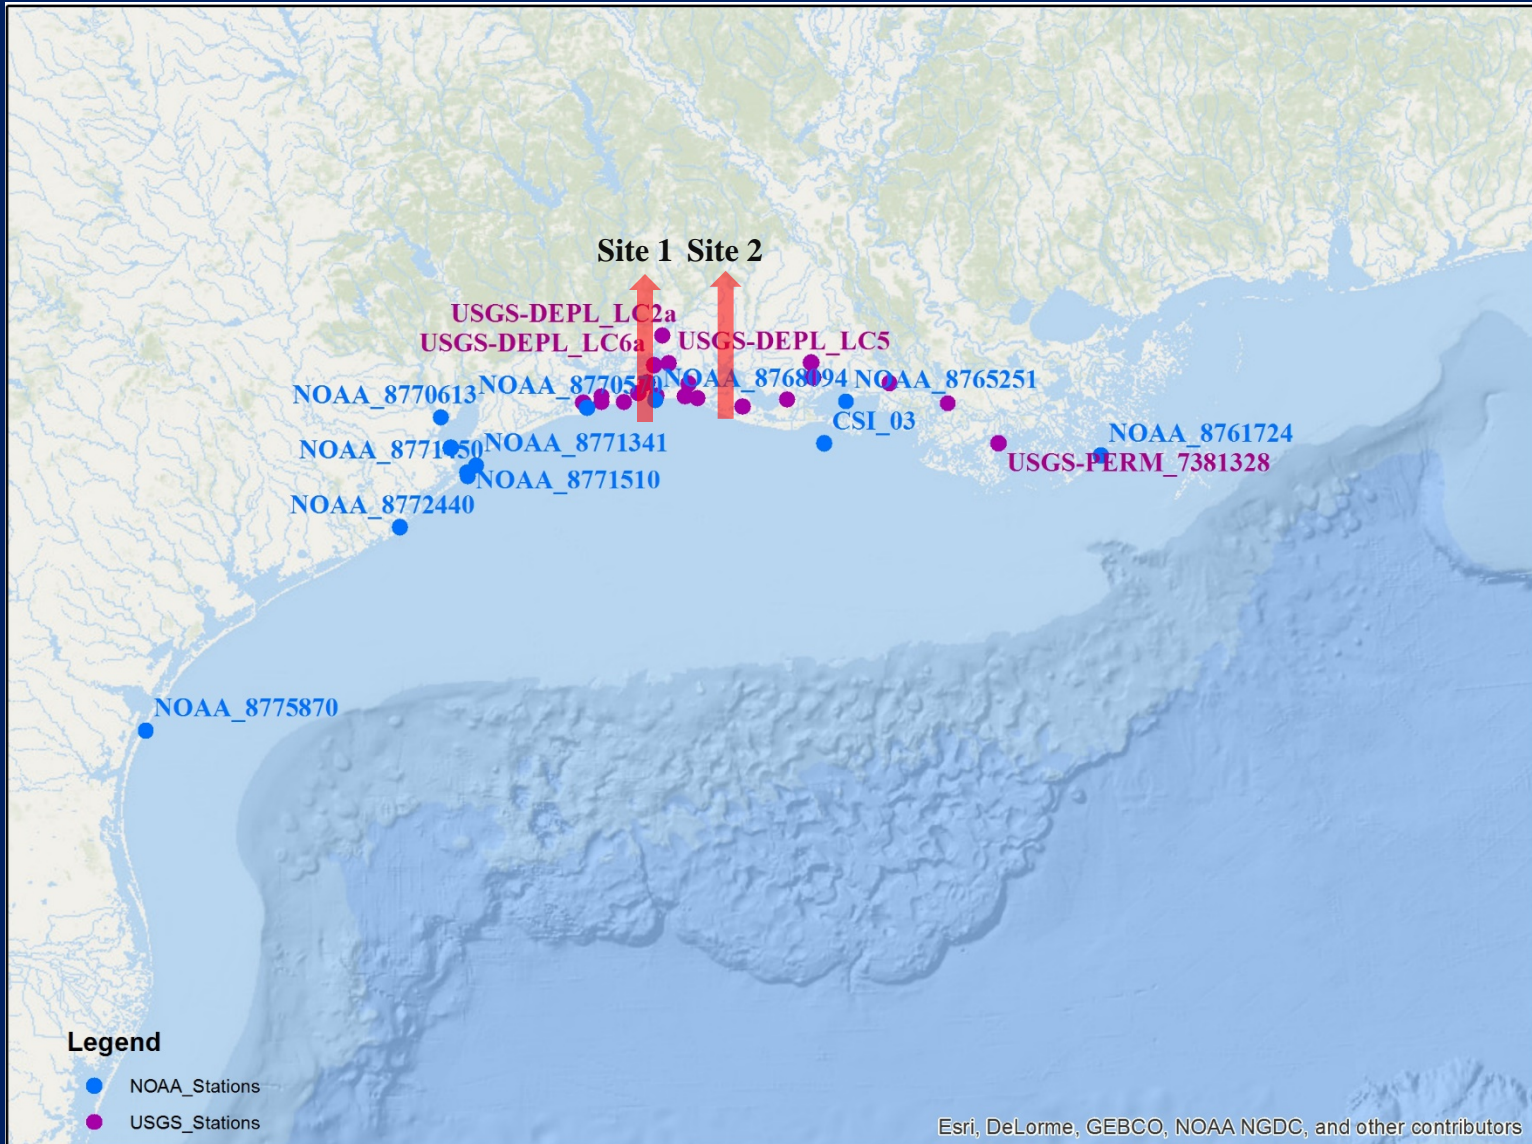 Site 1 Site 2
USGS-DEPL_LC2a
USGS-DEPL_LC6a
USGS-DEPL_LC5
NOAA_8770613
NOAA_8770570
NOAA_8768094
NOAA_8765251
CSI_03
NOAA_8761724
NOAA_8771341
USGS-PERM_7381328
NOAA_8771510
NOAA_8772440
NOAA_8775870
Legend
NOAA_Stations
USGS_Stations
Esri, DeLorme, GEBCO, NOAA NGDC, and other contributors